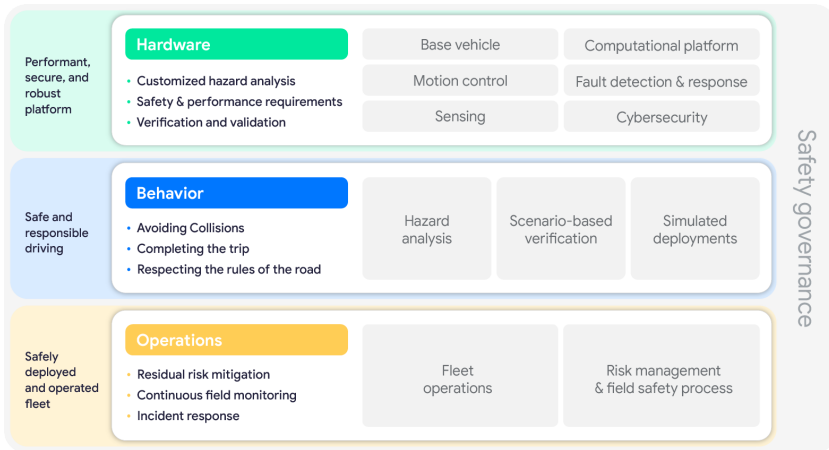 Performant,
secure, and
robust
platform
Hardware
• Customized hazard analysis
• Safety & performance requirements
• Verification and validation
Base vehicle
Computational platform
Motion control
Fault detection & response
Sensing
Cybersecurity
Safe and
responsible
driving
Behavior
• Avoiding Collisions
• Completing the trip
• Respecting the rules of the road
Hazard
analysis
Scenario-based
verification
Simulated
deployments
Safely
deployed
and operated
fleet
Operations
• Residual risk mitigation
• Continuous field monitoring
• Incident response
Fleet
operations
Risk management
& field safety process
Safety governance